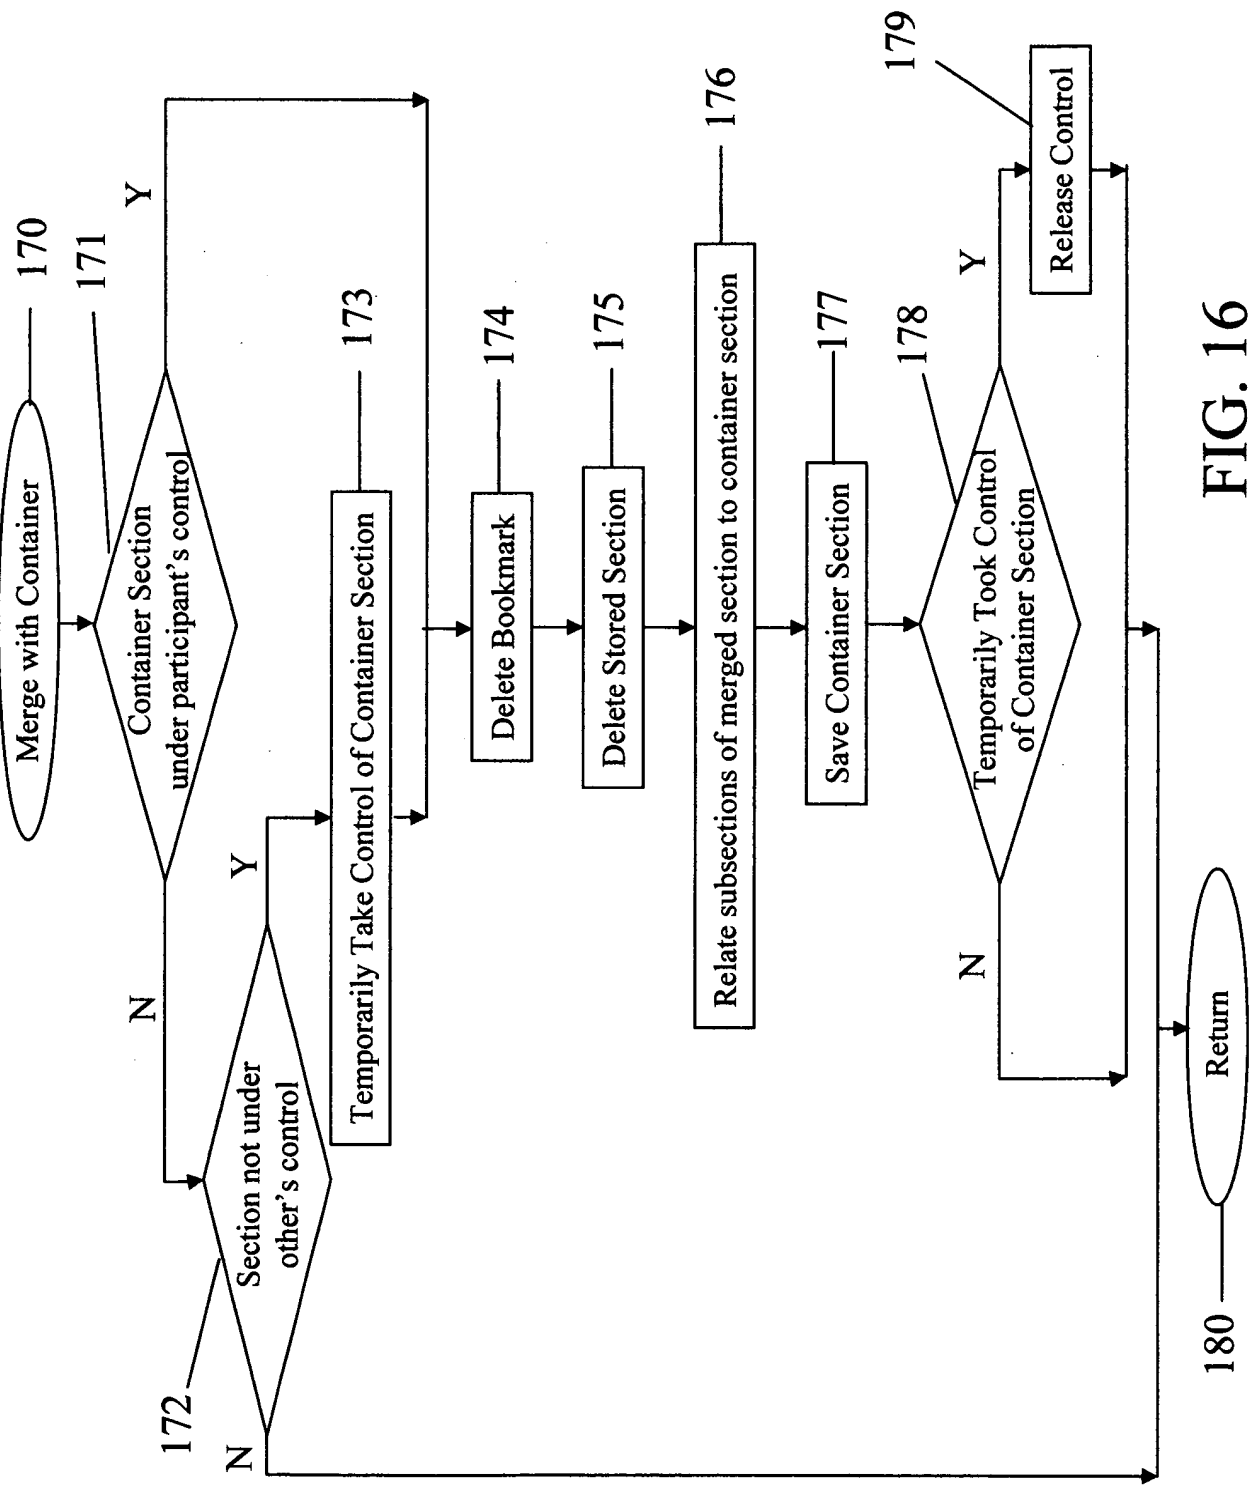 Merge with Container
170
171
Container Section
under participant's control
Y
N
172
Section not under
other's control
Y
N
173
Temporarily Take Control of Container Section
174
Delete Bookmark
175
Delete Stored Section
176
Relate subsections of merged section to container section
177
Save Container Section
178
Temporarily Took Control
of Container Section
Y
N
179
Release Control
180
Return
FIG. 16